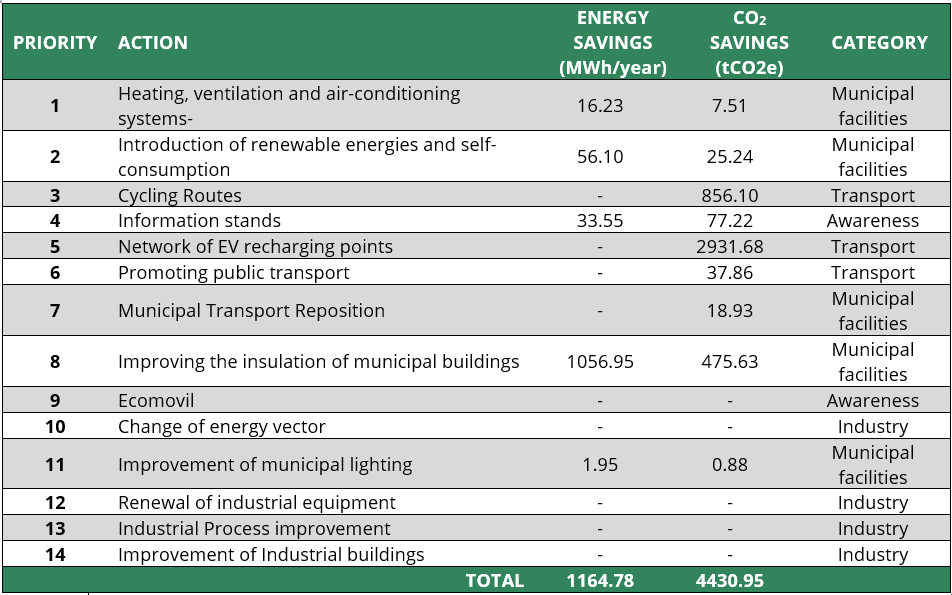 PRIORITY ACTION ENERGY SAVINGS (MWh/year) CO₂ SAVINGS (tCO2e) CATEGORY
1 Heating, ventilation and air-conditioning systems- 16.23 7.51 Municipal facilities
2 Introduction of renewable energies and self-consumption 56.10 25.24 Municipal facilities
3 Cycling Routes - 856.10 Transport
4 Information stands 33.55 77.22 Awareness
5 Network of EV recharging points - 2931.68 Transport
6 Promoting public transport - 37.86 Transport
7 Municipal Transport Reposition - 18.93 Municipal facilities
8 Improving the insulation of municipal buildings 1056.95 475.63 Municipal facilities
9 Ecomovil - - Awareness
10 Change of energy vector - - Industry
11 Improvement of municipal lighting 1.95 0.88 Municipal facilities
12 Renewal of industrial equipment - - Industry
13 Industrial Process improvement - - Industry
14 Improvement of Industrial buildings - - Industry
TOTAL 1164.78 4430.95